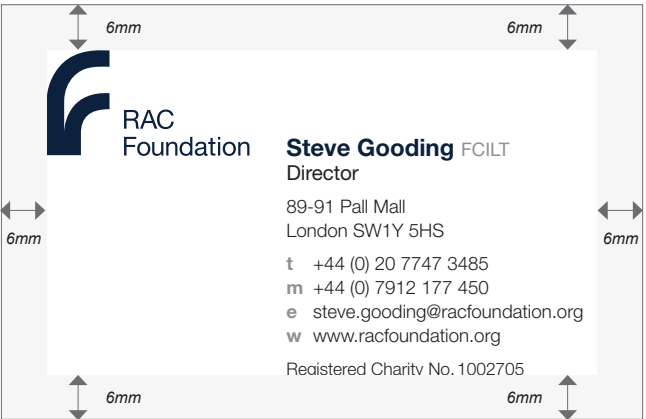 6mm
6mm
RAC
Foundation
Steve Gooding FCILT
Director
89-91 Pall Mall
London SW1Y 5HS
t +44 (0) 20 7747 3485
m +44 (0) 7912 177 450
e steve.gooding@racfoundation.org
w www.racfoundation.org
Registered Charity No. 1002705
6mm
6mm
6mm
6mm